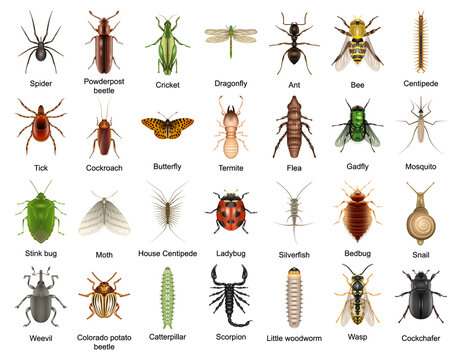 Spider
Powderpost
beetle
Cricket
Dragonfly
Ant
Bee
Centipede
Tick
Cockroach
Butterfly
Termite
Flea
Gadfly
Mosquito
Stink bug
Moth
House Centipede
Ladybug
Silverfish
Bedbug
Snail
Weevil
Colorado potato
beetle
Catterpillar
Scorpion
Little woodworm
Wasp
Cockchafer